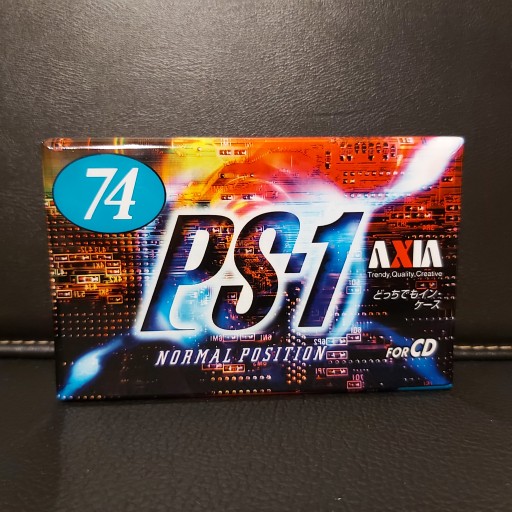 74
PS-1
AXIA
Trendy, Quality, Creative
どっちでもイン。
ケース
NORMAL POSITION
FOR CD